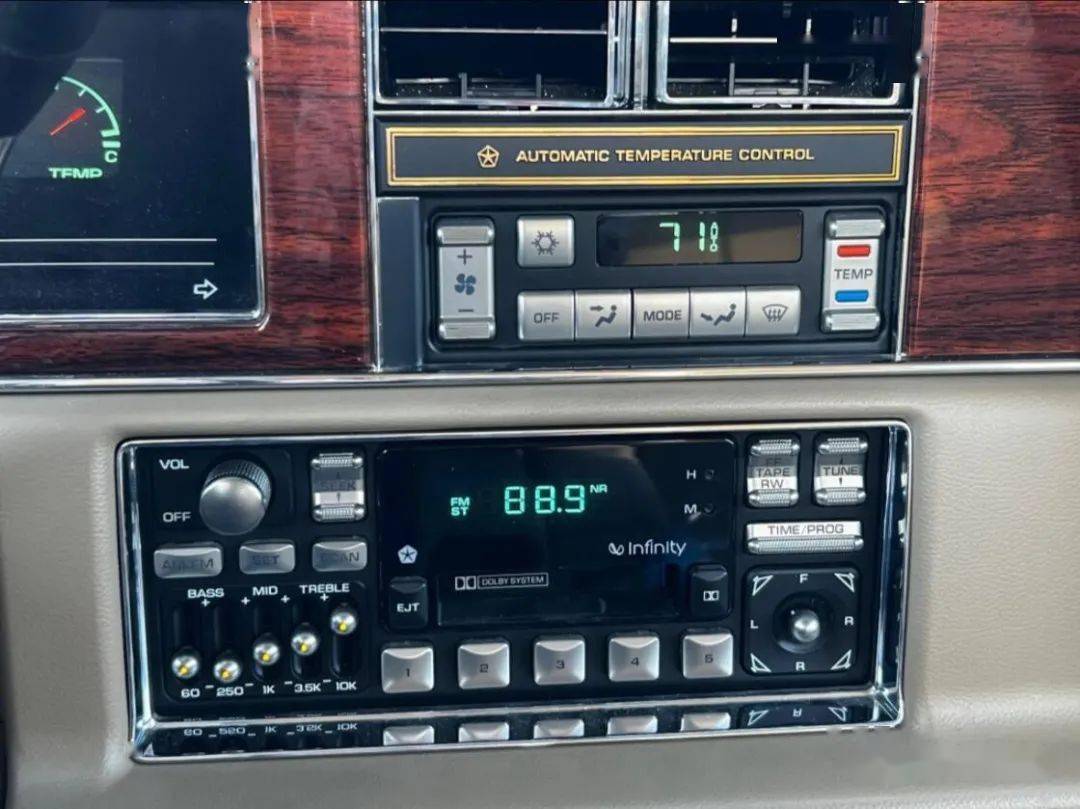 C
TEMP
AUTOMATIC TEMPERATURE CONTROL
71°
+
-
OFF
MODE
TEMP
VOL
OFF
SEEK
AM/FM
SET
SCAN
FM
ST
88.9 NR
H
M
FF
TAPE
RW
TUNE
TIME/PROG
Infinity
DOLBY SYSTEM
EJT
BASS
MID
TREBLE
+ + +
60 - 250 - 1K - 3.5K - 10K
1
2
3
4
5
F
L
R
R